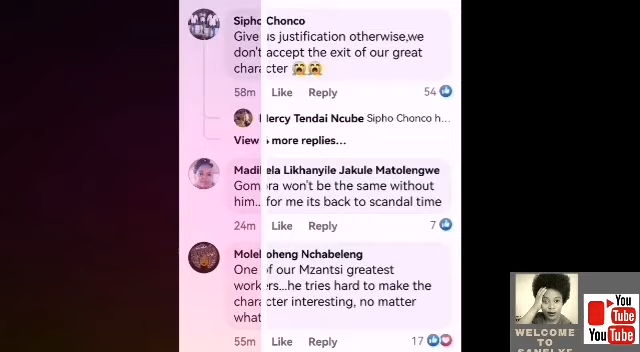 Sipho Chonco
Give us justification otherwise,we
don't accept the exit of our great
character 😭😭
58m Like Reply 54
Mercy Tendai Ncube Sipho Chonco h...
View 6 more replies...
Likhanyile Jakule Matolengwe
Gomora won't be the same without
him...for me its back to scandal time
24m Like Reply 7
Nchabeleng
One of our Mzantsi greatest
workers...he tries hard to make the
character interesting, no matter
what
55m Like Reply 17
WELCOME
TO
You
Tube
You Tube